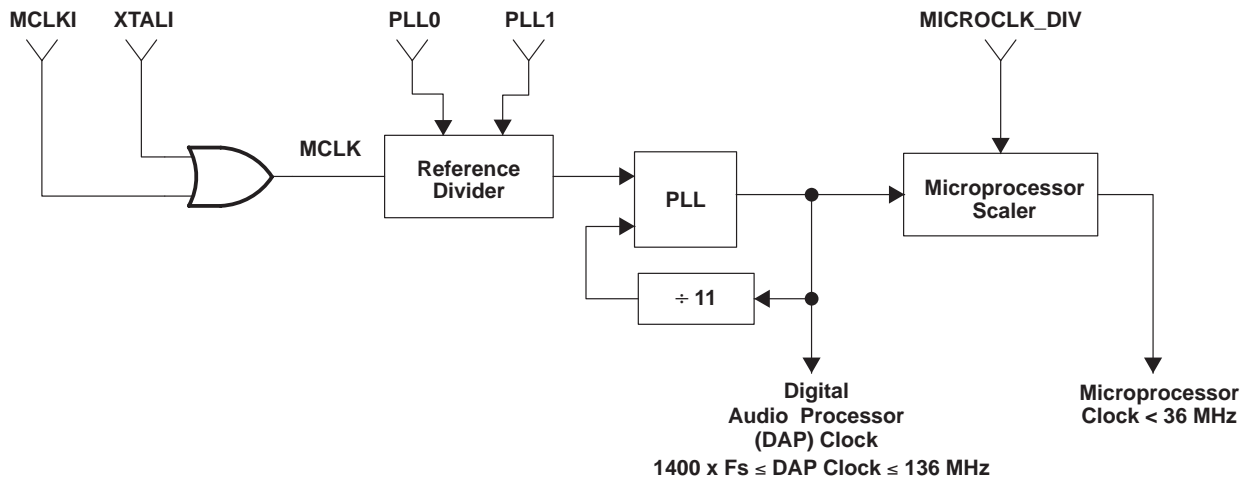 MCLKI XTALI PLL0 PLL1 MICROCLK_DIV
MCLK
Reference
Divider
PLL
Microprocessor
Scaler
÷ 11
Digital
Audio Processor
(DAP) Clock
1400 x Fs ≤ DAP Clock ≤ 136 MHz
Microprocessor
Clock < 36 MHz